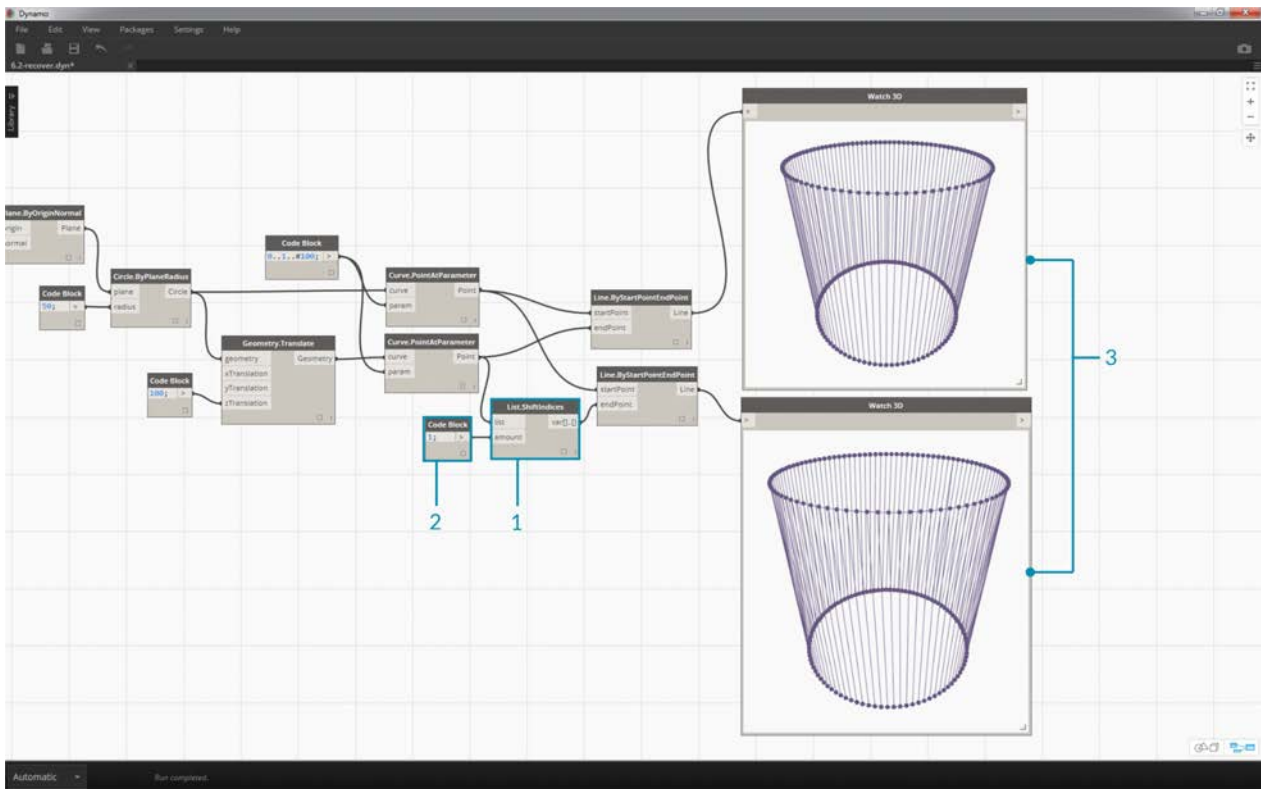 Dynamo
File Edit View Packages Settings Help
6.2-recover.dyn*
Library
Watch 3D
lane.ByOriginNormal
origin Plane
normal
Code Block
0..1..#100; >
Circle.ByPlaneRadius
plane Circle
radius
Code Block
50; >
Curve.PointAtParameter
curve Point
param
Line.ByStartPointEndPoint
startPoint Line
endPoint
Geometry.Translate
geometry Geometry
xTranslation
yTranslation
zTranslation
Code Block
100; >
Curve.PointAtParameter
curve Point
param
Line.ByStartPointEndPoint
startPoint Line
endPoint
Code Block
1; >
List.ShiftIndices
list var[]..[]
amount
Watch 3D
3
2
1
Automatic
Run completed.